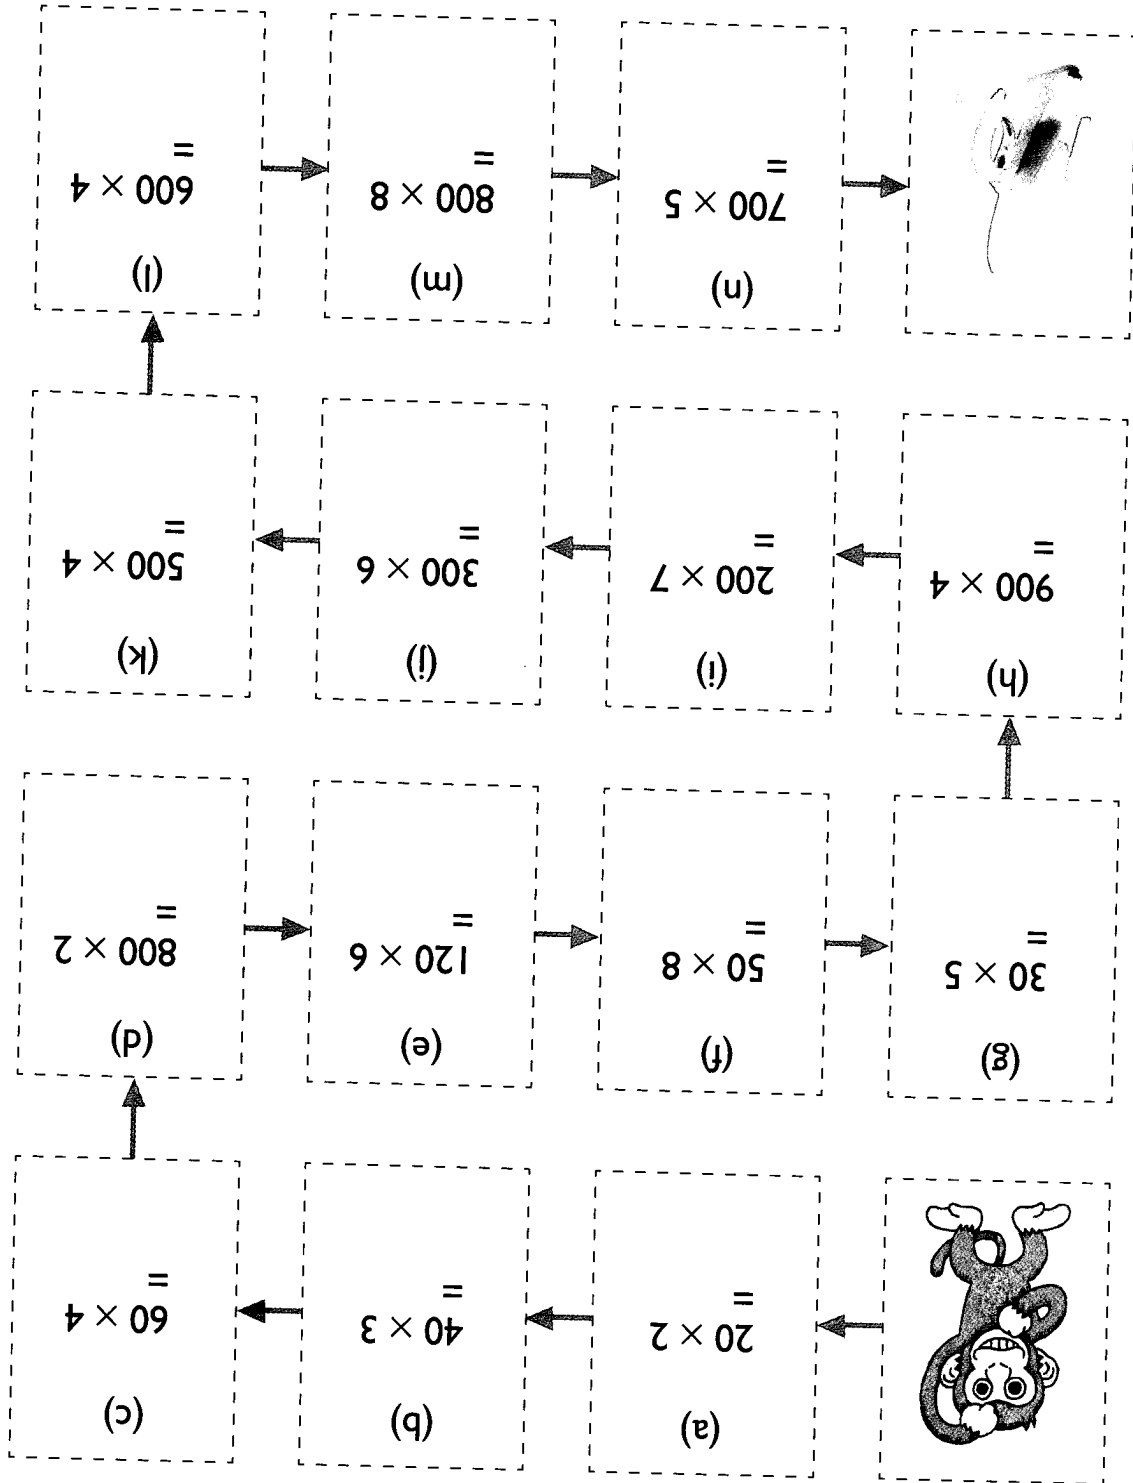 (a)
20 × 2
=
(b)
40 × 3
=
(c)
60 × 4
=
(d)
800 × 2
=
(e)
120 × 6
=
(f)
50 × 8
=
(g)
30 × 5
=
(h)
900 × 4
=
(i)
200 × 7
=
(j)
300 × 6
=
(k)
500 × 4
=
(l)
600 × 4
=
(m)
800 × 8
=
(n)
700 × 5
=